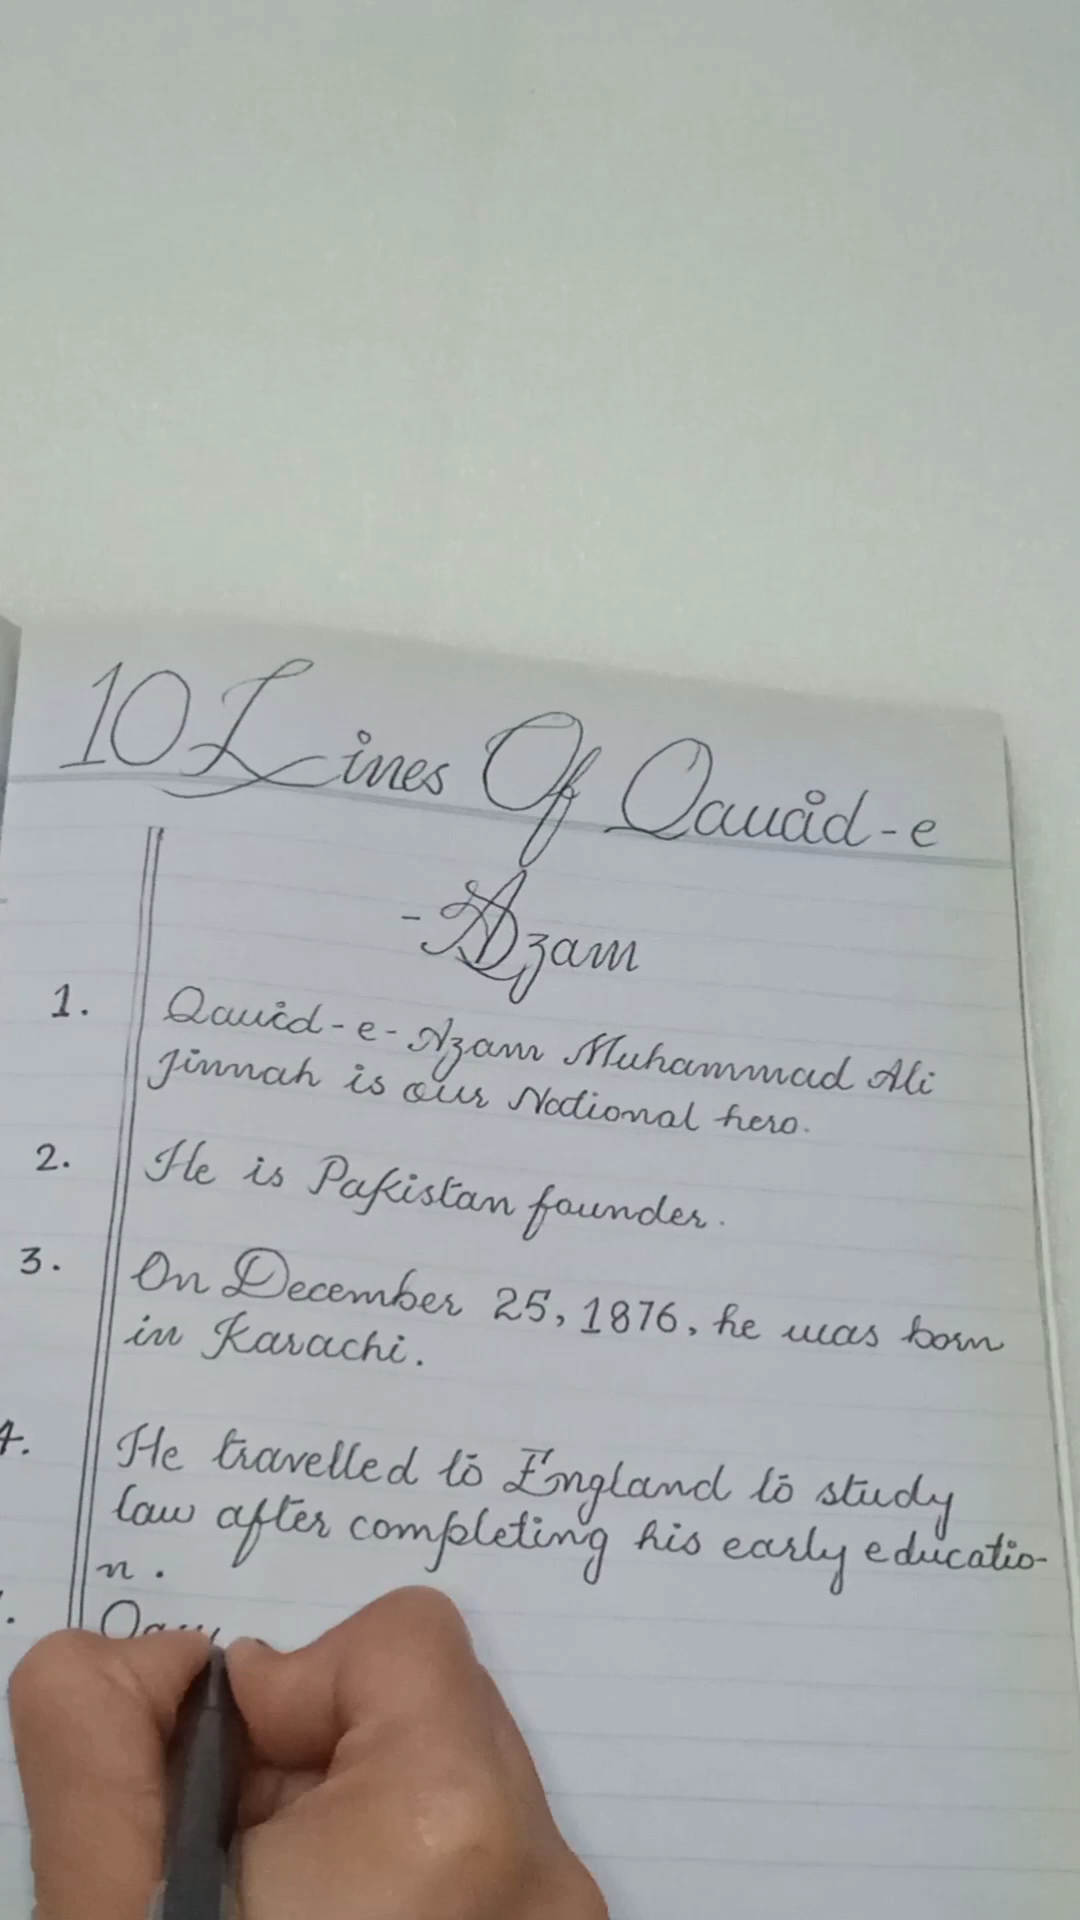 10 Lines Of Qauaid-e
-Azam
1. Qauid-e-Azam Muhammad Ali
Jinnah is our National hero.
2. He is Pakistan founder.
3. On December 25, 1876, he was born
in Karachi.
4. He travelled to England to study
law after completing his early educatio-
n.